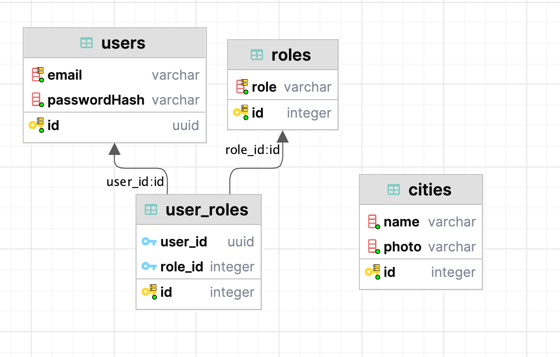 users
email varchar
passwordHash varchar
id uuid
roles
role varchar
id integer
role_id:id
user_id:id
user_roles
user_id uuid
role_id integer
id integer
cities
name varchar
photo varchar
id integer